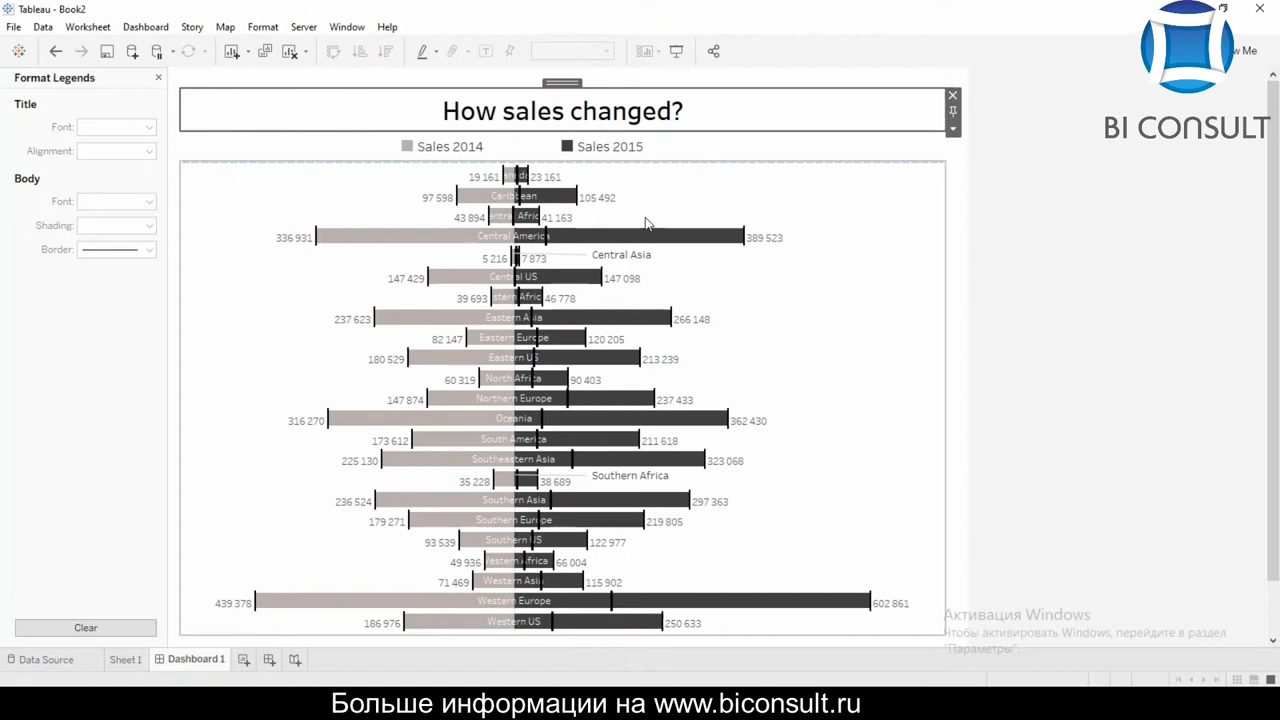 Tableau - Book2
File Data Worksheet Dashboard Story Map Format Server Window Help
Format Legends
Me
BI CONSULT
Title
Font:
Alignment:
Body
Font:
Shading:
Border:
Clear
How sales changed?
Sales 2014 Sales 2015
19 161 23 161
97 598 Caribbean 105 492
43 894 41 163
336 931 Central America 389 523
5 216 7 873 Central Asia
147 429 Central US 147 098
39 693 46 778
237 623 Eastern Asia 266 148
82 147 Eastern Europe 120 205
180 529 Eastern US 213 239
60 319 North Africa 90 403
147 874 Northern Europe 237 433
316 270 Oceania 362 430
173 612 South America 211 618
225 130 Southeastern Asia 323 068
35 228 38 689 Southern Africa
236 524 Southern Asia 297 363
179 271 Southern Europe 219 805
93 539 Southern US 122 977
49 936 Africa 66 004
71 469 Western Asia 115 902
439 378 Western Europe 602 861
186 976 Western US 250 633
Активация Windows
Чтобы активировать Windows, перейдите в раздел
"Параметры".
Data Source Sheet 1 Dashboard 1
Больше информации на www.biconsult.ru